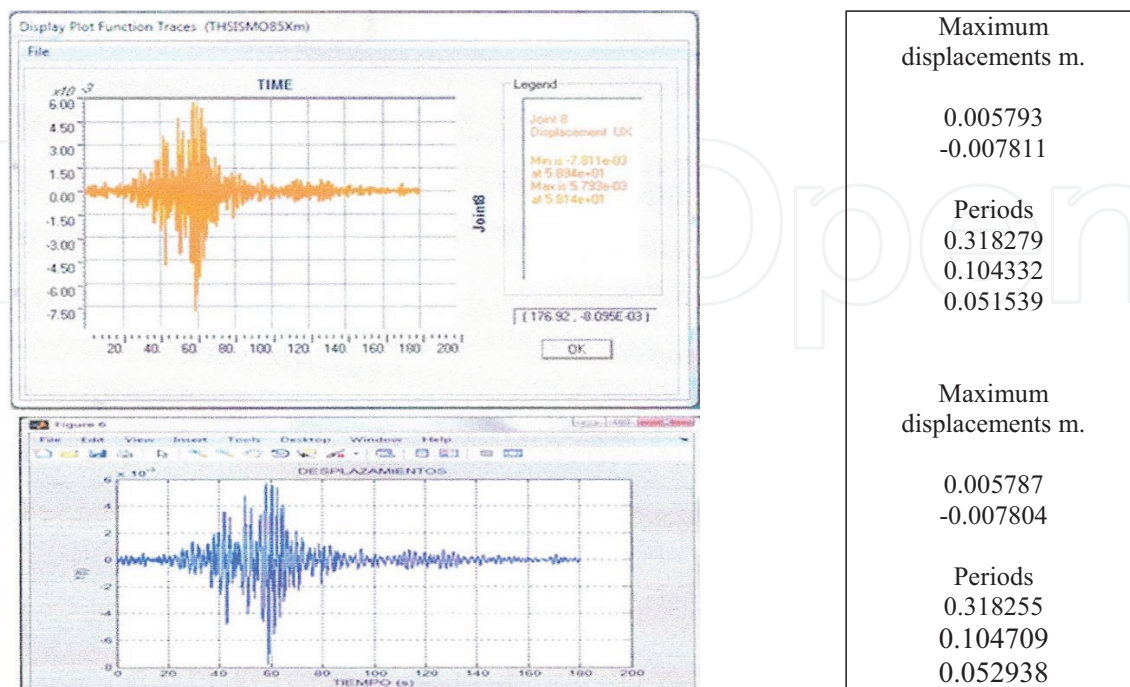 Display Plot Function Traces (THSISMO85Xm)
File
TIME
x10 -3
6.00
4.50
3.00
1.50
0.00
-1.50
-3.00
-4.50
-6.00
-7.50
20. 40. 60. 80. 100. 120. 140. 160. 180. 200.
Joint8
Legend
Joint 8
Displacement UX
Min is -7.811e-03
at 5.894e+01
Max is 5.793e-03
at 5.814e+01
(176.92 , -8.095E-03)
OK
Figure 6
File Edit View Insert Tools Desktop Window Help
DESPLAZAMIENTOS
x 10 -3
6
4
2
0
-2
-4
-6
-8
0 20 40 60 80 100 120 140 160 180 200
TIEMPO (s)
Maximum
displacements m.
0.005793
-0.007811
Periods
0.318279
0.104332
0.051539
Maximum
displacements m.
0.005787
-0.007804
Periods
0.318255
0.104709
0.052938
Open